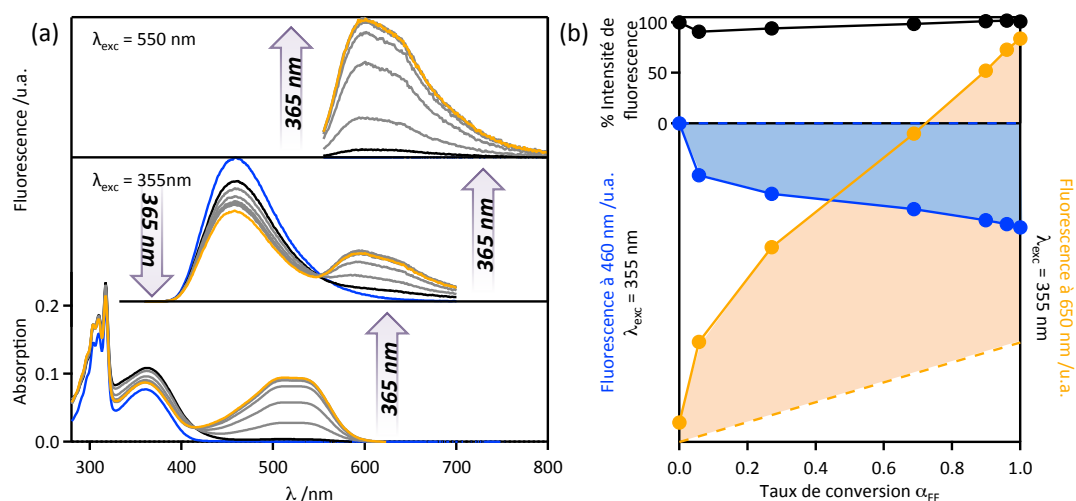 (a)
λexc = 550 nm
365 nm
Fluorescence /u.a.
λexc = 355nm
365 nm
365 nm
0.2
0.1
0.0
Absorption
365 nm
300 400 500 600 700 800
λ /nm
(b)
% Intensité de
fluorescence
100
50
0
Fluorescence à 460 nm /u.a.
λexc = 355 nm
Fluorescence à 650 nm /u.a.
λexc = 355 nm
0.0 0.2 0.4 0.6 0.8 1.0
Taux de conversion αFF